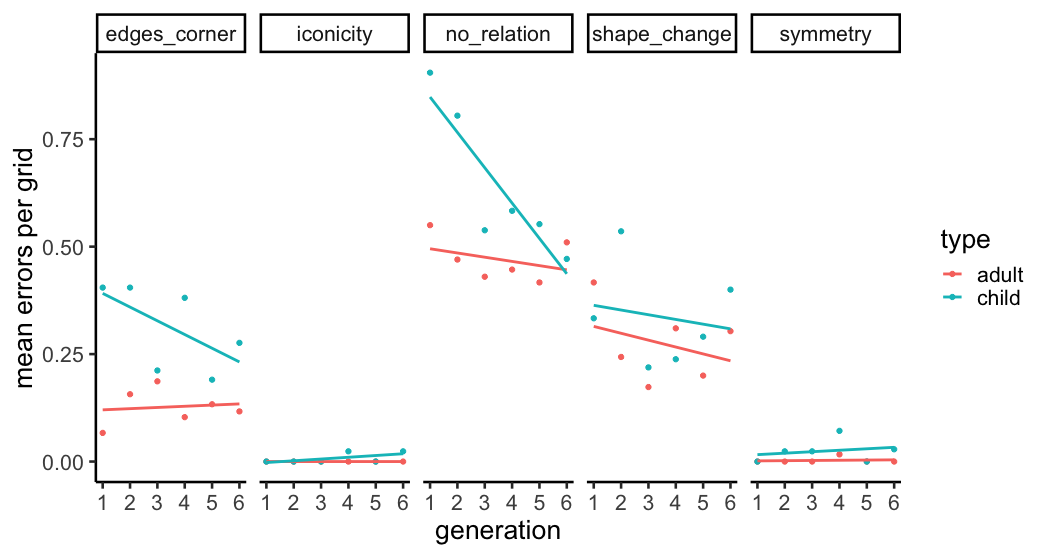 edges_corner iconicity no_relation shape_change symmetry
mean errors per grid
0.75
0.50
0.25
0.00
1 2 3 4 5 6 1 2 3 4 5 6 1 2 3 4 5 6 1 2 3 4 5 6 1 2 3 4 5 6
generation
type
adult
child